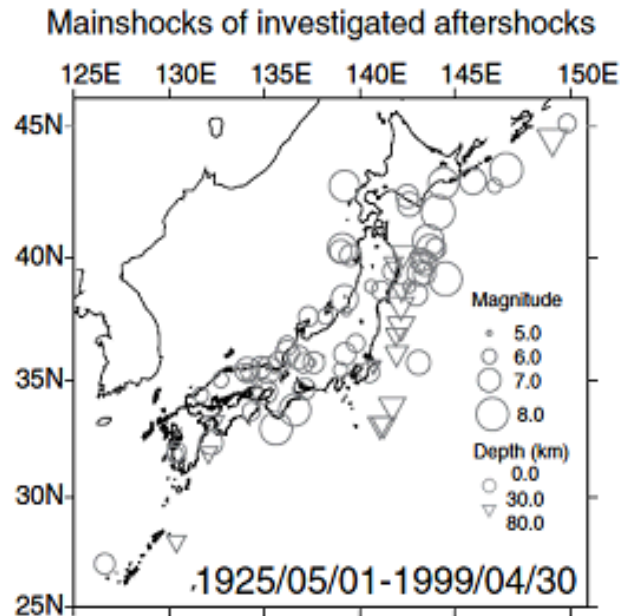 Mainshocks of investigated aftershocks
125E 130E 135E 140E 145E 150E
45N
40N
35N
30N
25N
Magnitude
5.0
6.0
7.0
8.0
Depth (km)
0.0
30.0
80.0
1925/05/01-1999/04/30